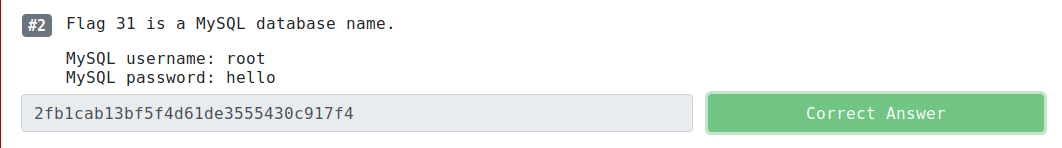 #2 Flag 31 is a MySQL database name.
MySQL username: root
MySQL password: hello
2fb1cab13bf5f4d61de3555430c917f4 Correct Answer